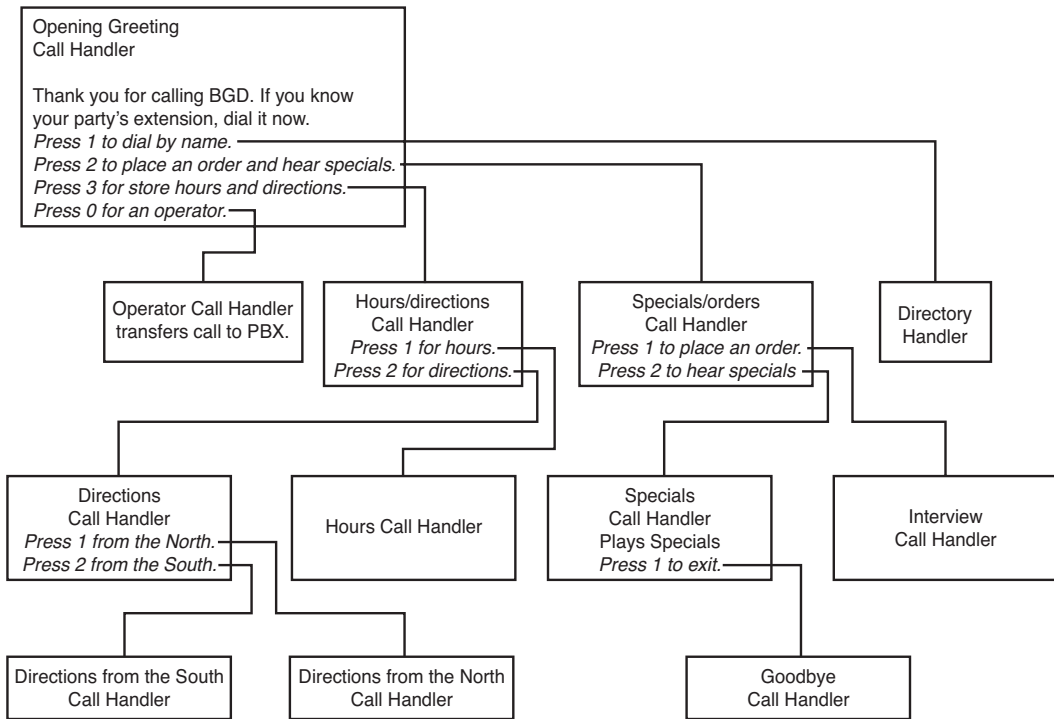 Opening Greeting
Call Handler
Thank you for calling BGD. If you know
your party's extension, dial it now.
Press 1 to dial by name.
Press 2 to place an order and hear specials.
Press 3 for store hours and directions.
Press 0 for an operator.
Operator Call Handler
transfers call to PBX.
Hours/directions
Call Handler
Press 1 for hours.
Press 2 for directions.
Specials/orders
Call Handler
Press 1 to place an order.
Press 2 to hear specials
Directory
Handler
Directions
Call Handler
Press 1 from the North.
Press 2 from the South.
Hours Call Handler
Specials
Call Handler
Plays Specials
Press 1 to exit.
Interview
Call Handler
Directions from the South
Call Handler
Directions from the North
Call Handler
Goodbye
Call Handler